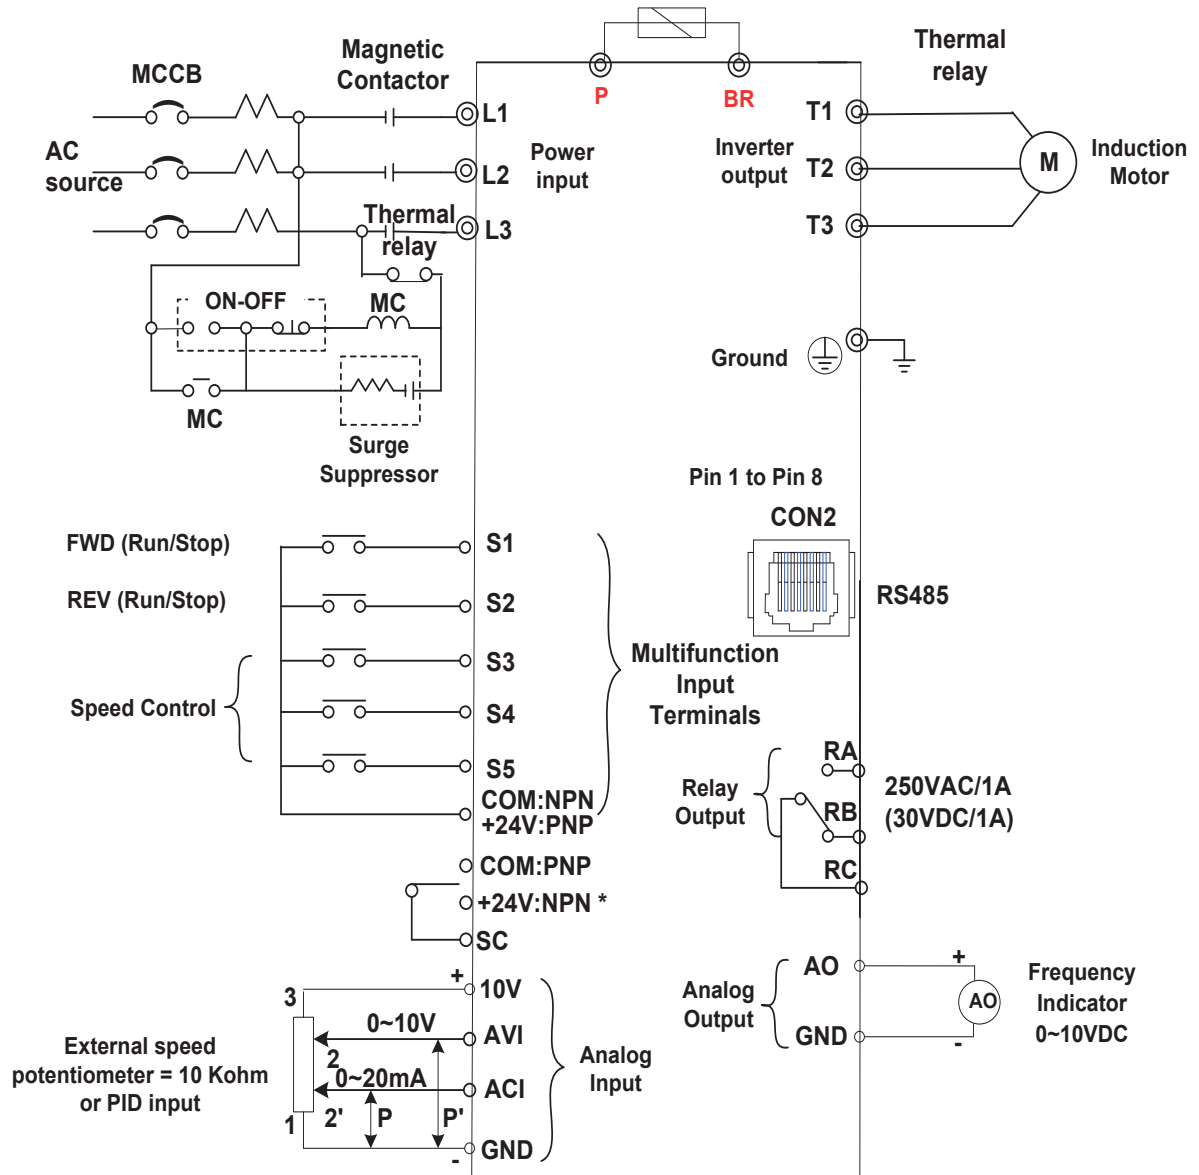 MCCB
Magnetic
Contactor
P
BR
Thermal
relay
AC
source
L1
L2
L3
Power
input
Inverter
output
T1
T2
T3
M
Induction
Motor
Thermal
relay
ON-OFF
MC
MC
Surge
Suppressor
Ground
Pin 1 to Pin 8
CON2
RS485
FWD (Run/Stop)
REV (Run/Stop)
Speed Control
S1
S2
S3
S4
S5
COM:NPN
+24V:PNP
COM:PNP
+24V:NPN *
SC
Multifunction
Input
Terminals
Relay
Output
RA
RB
RC
250VAC/1A
(30VDC/1A)
Analog
Output
AO
GND
+
AO
-
Frequency
Indicator
0~10VDC
External speed
potentiometer = 10 Kohm
or PID input
3
2
2'
1
+
0~10V
0~20mA
P
P'
-
10V
AVI
ACI
GND
Analog
Input